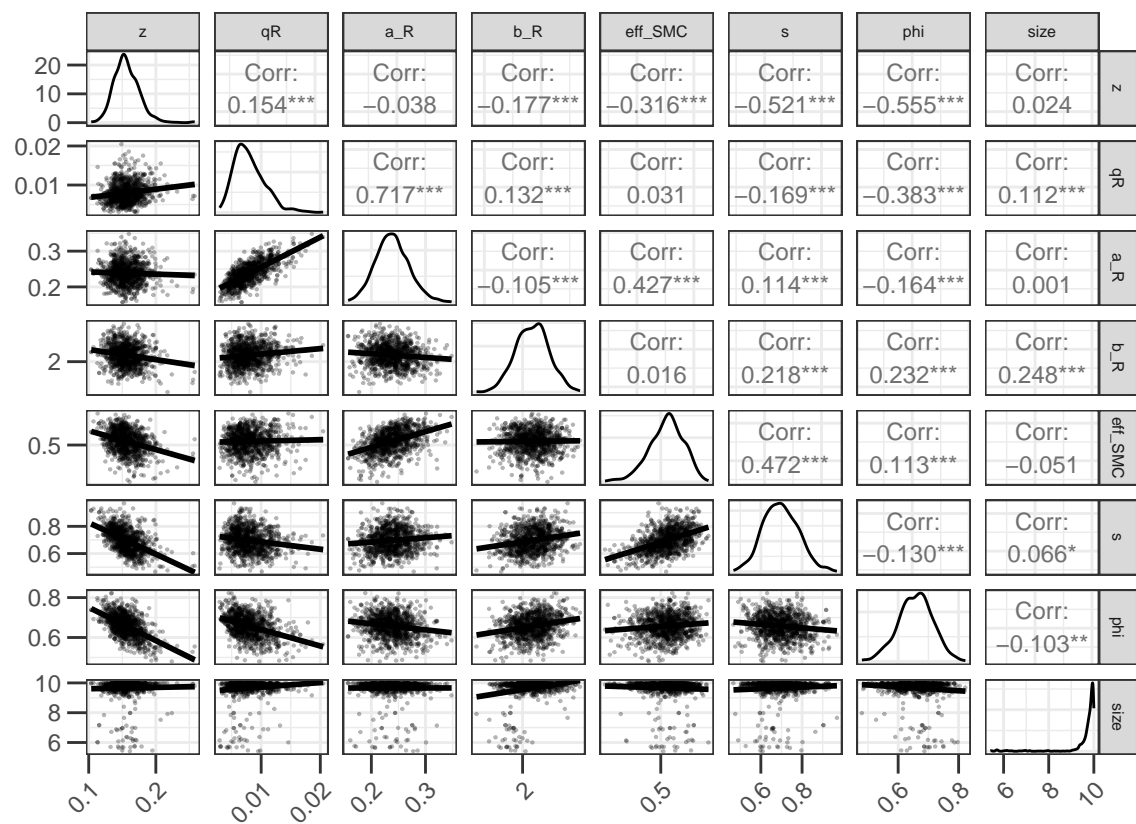 z qR a_R b_R eff_SMC s phi size
20
10
0
Corr: Corr: Corr: Corr: Corr: Corr: Corr:
0.154*** −0.038 −0.177*** −0.316*** −0.521*** −0.555*** 0.024
z
0.02
0.01
Corr: Corr: Corr: Corr: Corr: Corr:
0.717*** 0.132*** 0.031 −0.169*** −0.383*** 0.112***
qR
0.3
0.2
Corr: Corr: Corr: Corr: Corr:
−0.105*** 0.427*** 0.114*** −0.164*** 0.001
a_R
2
Corr: Corr: Corr: Corr:
0.016 0.218*** 0.232*** 0.248***
b_R
0.5
Corr: Corr: Corr:
0.472*** 0.113*** −0.051
eff_SMC
0.8
0.6
Corr: Corr:
−0.130*** 0.066*
s
0.8
0.6
Corr:
−0.103**
phi
10
8
6
size
0.1 0.2 0.01 0.02 0.2 0.3 2 0.5 0.6 0.8 0.6 0.8 6 8 10